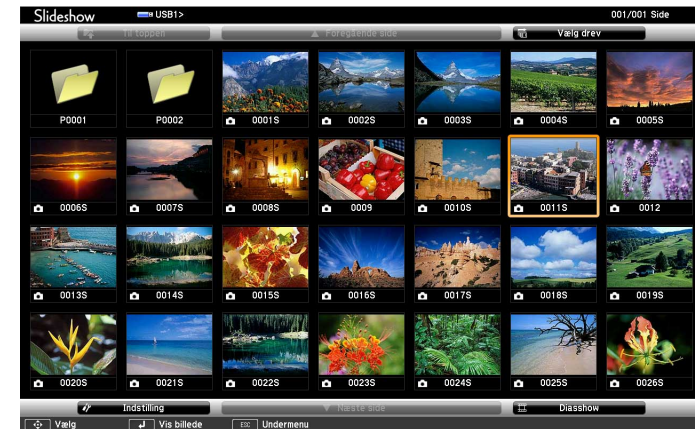 Slideshow USB1> 001/001 Side
Til toppen Foregående side Vælg drev
P0001 P0002 0001S 0002S 0003S 0004S 0005S
0006S 0007S 0008S 0009 0010S 0011S 0012
0013S 0014S 0015S 0016S 0017S 0018S 0019S
0020S 0021S 0022S 0023S 0024S 0025S 0026S
Indstilling Næste side Diasshow
Vælg Vis billede ESC Undermenu